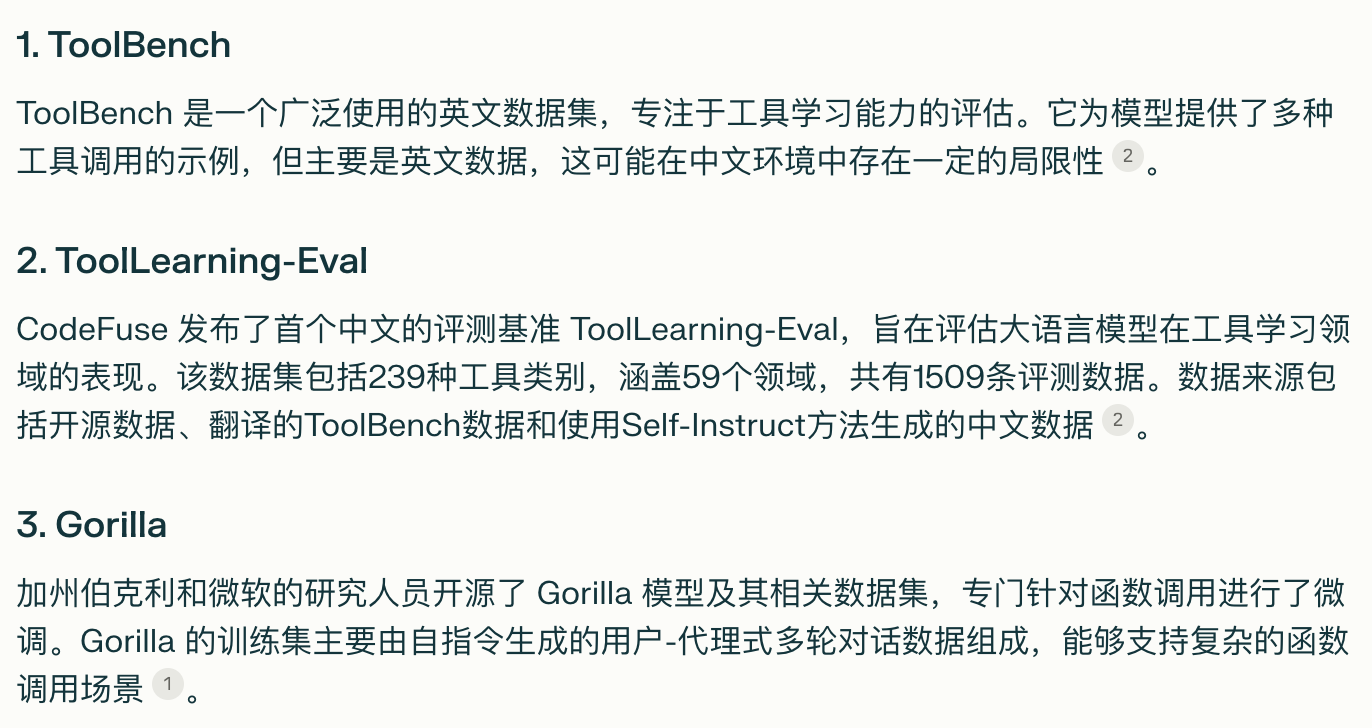 1. ToolBench
ToolBench 是一个广泛使用的英文数据集，专注于工具学习能力的评估。它为模型提供了多种
工具调用的示例，但主要是英文数据，这可能在中文环境中存在一定的局限性 2 。
2. ToolLearning-Eval
CodeFuse 发布了首个中文的评测基准 ToolLearning-Eval，旨在评估大语言模型在工具学习领
域的表现。该数据集包括239种工具类别，涵盖59个领域，共有1509条评测数据。数据来源包
括开源数据、翻译的ToolBench数据和使用Self-Instruct方法生成的中文数据 2 。
3. Gorilla
加州伯克利和微软的研究人员开源了 Gorilla 模型及其相关数据集，专门针对函数调用进行了微
调。Gorilla 的训练集主要由自指令生成的用户-代理式多轮对话数据组成，能够支持复杂的函数
调用场景 1 。